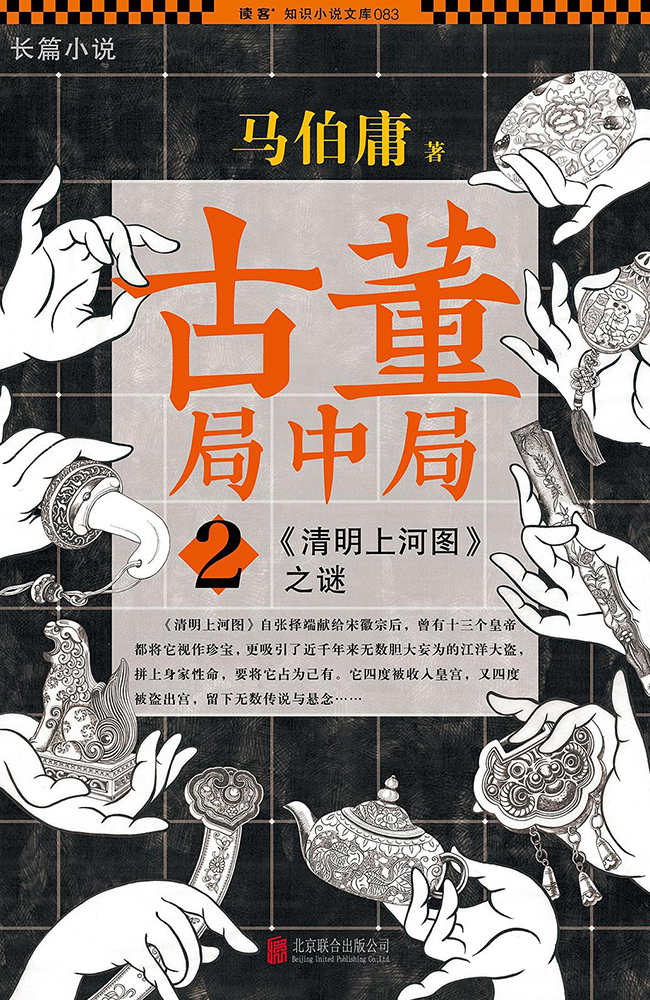 读客® 知识小说文库083
长篇小说
马伯庸 著
古董
局中局
2 《清明上河图》
之谜
《清明上河图》自张择端献给宋徽宗后，曾有十三个皇帝
都将它视作珍宝，更吸引了近千年来无数胆大妄为的江洋大盗，
拼上身家性命，要将它占为己有。它四度被收入皇宫，又四度
被盗出宫，留下无数传说与悬念……
北京联合出版公司
Beijing United Publishing Co.,Ltd.